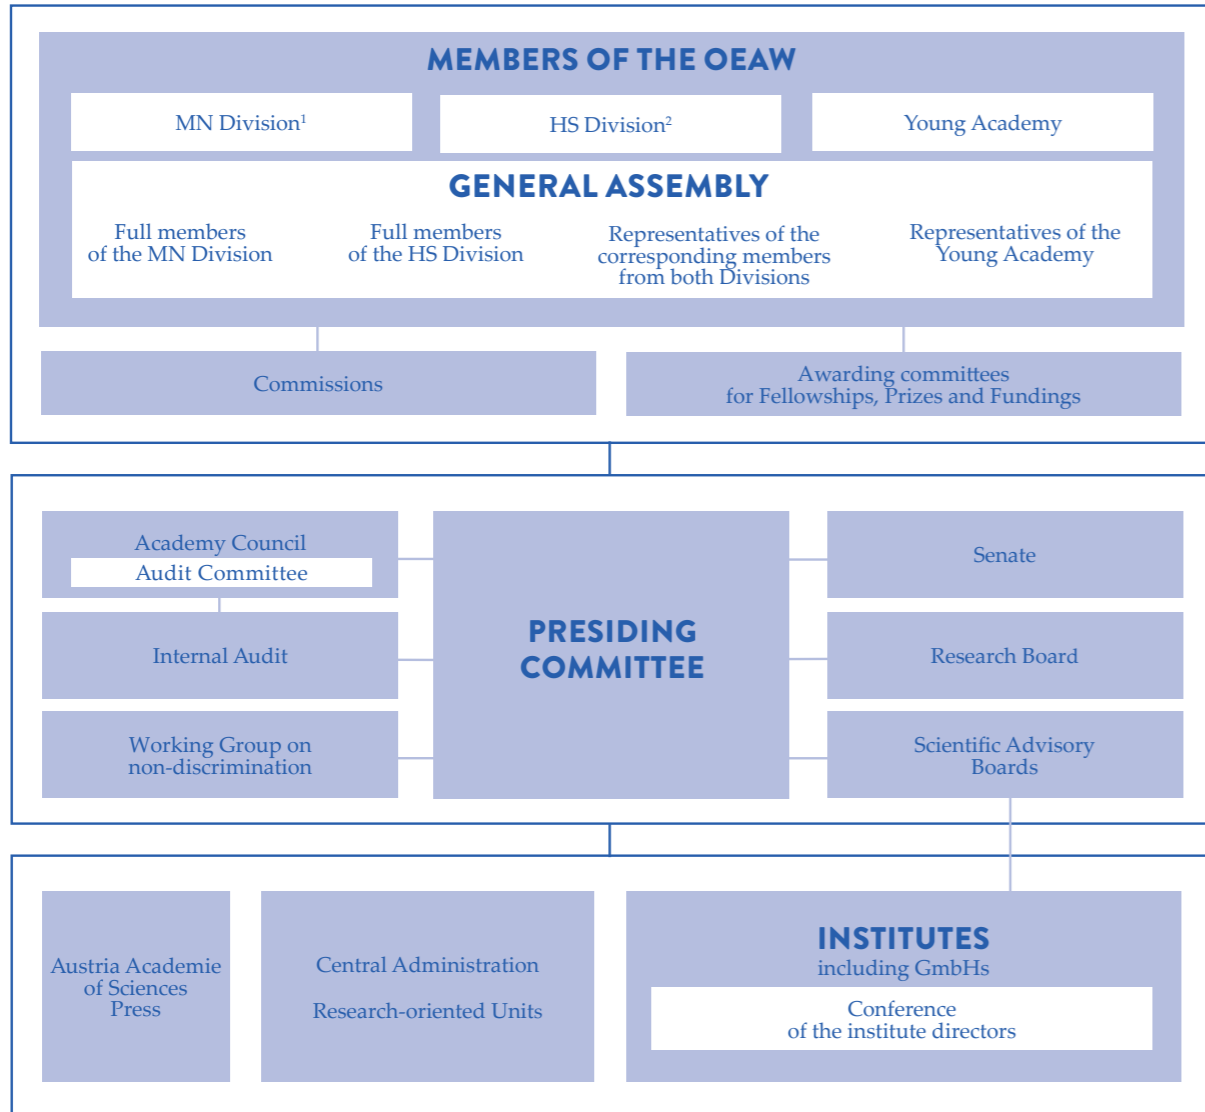 MEMBERS OF THE OEAW
MN Division¹
HS Division²
Young Academy
GENERAL ASSEMBLY
Full members
of the MN Division
Full members
of the HS Division
Representatives of the
corresponding members
from both Divisions
Representatives of the
Young Academy
Commissions
Awarding committees
for Fellowships, Prizes and Fundings
Academy Council
Audit Committee
Internal Audit
Working Group on
non-discrimination
PRESIDING
COMMITTEE
Senate
Research Board
Scientific Advisory
Boards
Austria Academie
of Sciences
Press
Central Administration
Research-oriented Units
INSTITUTES
including GmbHs
Conference
of the institute directors